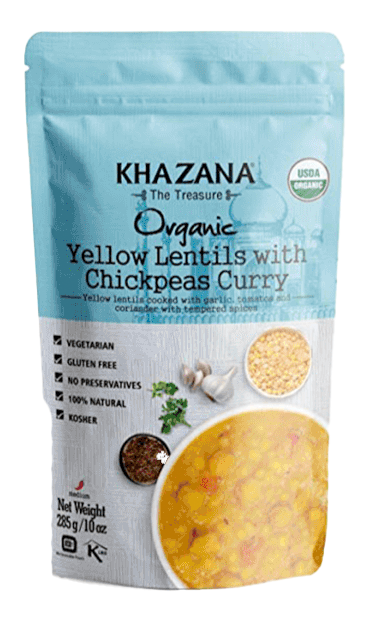 KHAZANA®
The Treasure
USDA
ORGANIC
Organic
Yellow Lentils with
Chickpeas Curry
Yellow lentils cooked with garlic, tomatoes and
coriander with tempered spices
VEGETARIAN
GLUTEN FREE
NO PRESERVATIVES
100% NATURAL
KOSHER
medium
Net Weight
285g/10 oz
K